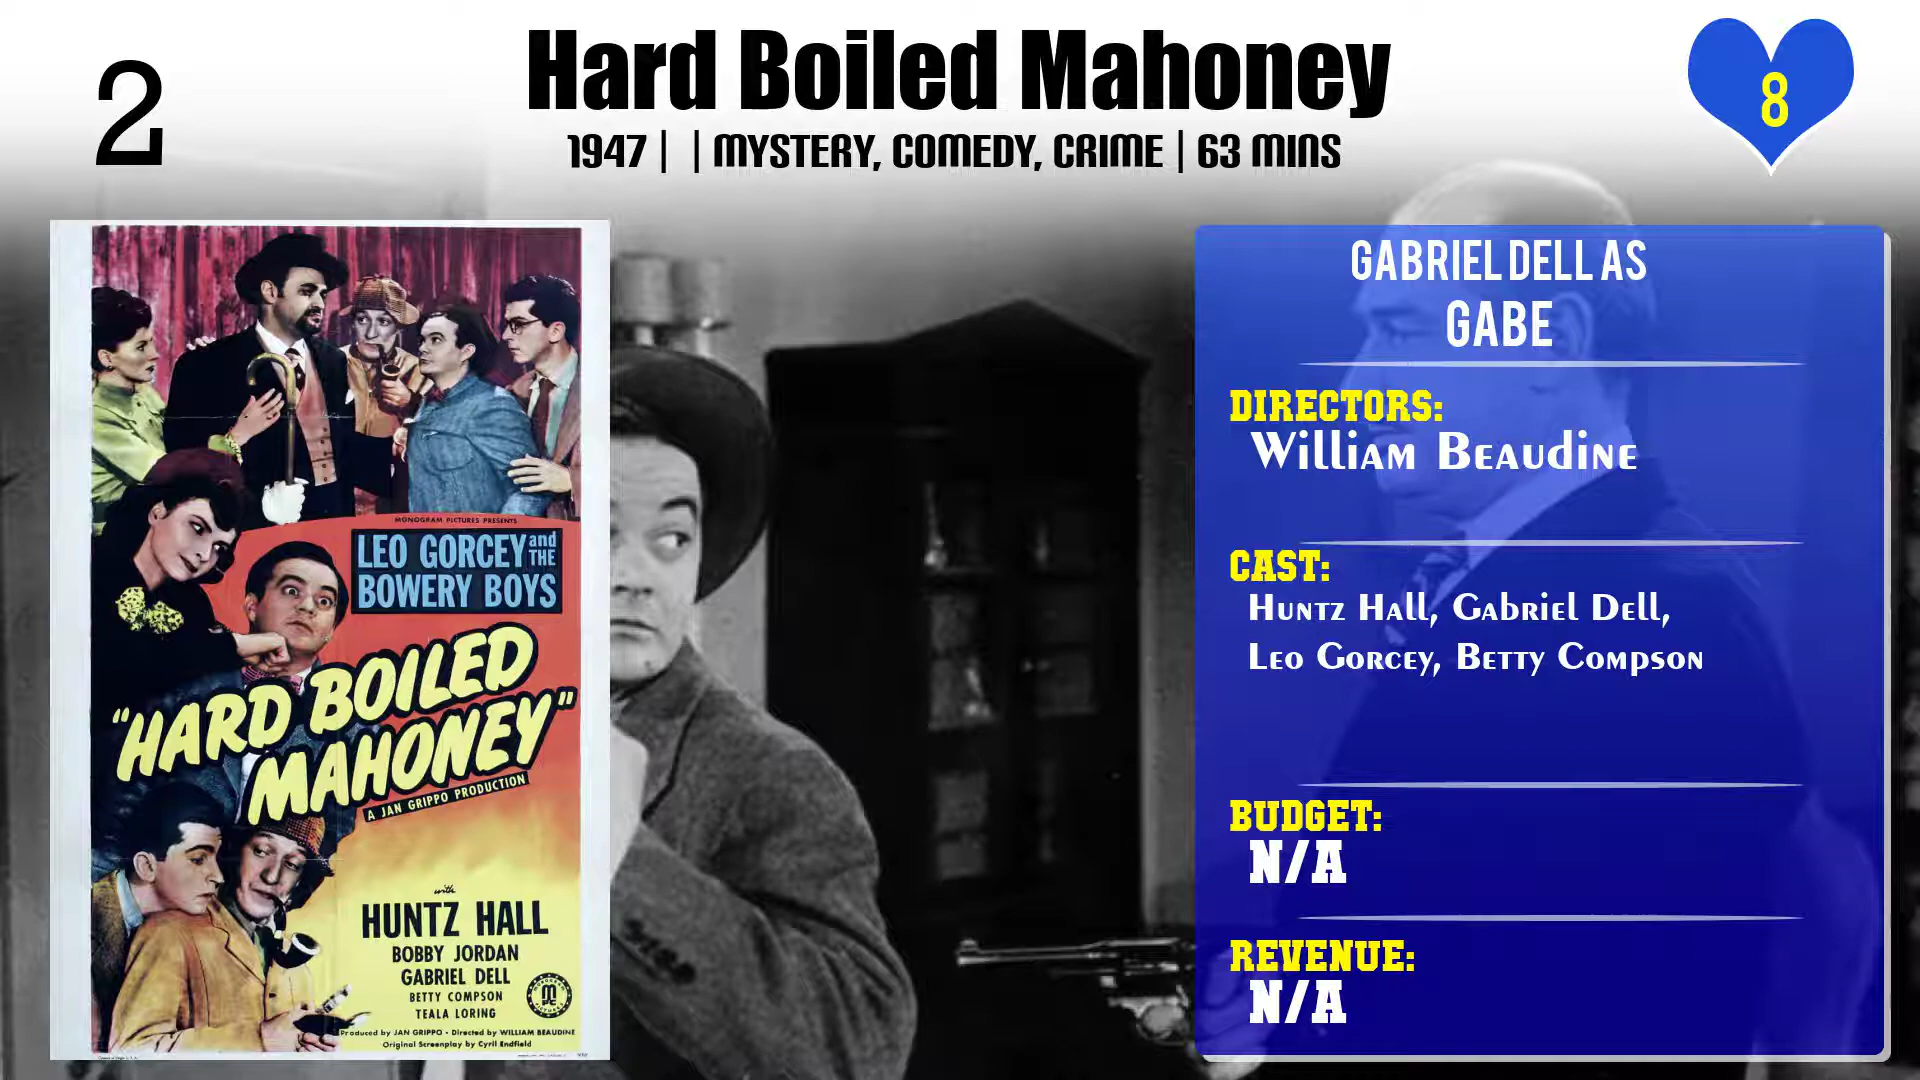 2
Hard Boiled Mahoney
1947 | | MYSTERY, COMEDY, CRIME | 63 MINS
8
MONOGRAM PICTURES PRESENTS
LEO GORCEY and THE
BOWERY BOYS
"HARD BOILED
MAHONEY"
A JAN GRIPPO PRODUCTION
with
HUNTZ HALL
BOBBY JORDAN
GABRIEL DELL
BETTY COMPSON
TEALA LORING
Produced by JAN GRIPPO • Directed by WILLIAM BEAUDINE
Original Screenplay by Cyril Endfield
GABRIEL DELL AS
GABE
DIRECTORS:
William Beaudine
CAST:
Huntz Hall, Gabriel Dell,
Leo Gorcey, Betty Compson
BUDGET:
N/A
REVENUE:
N/A